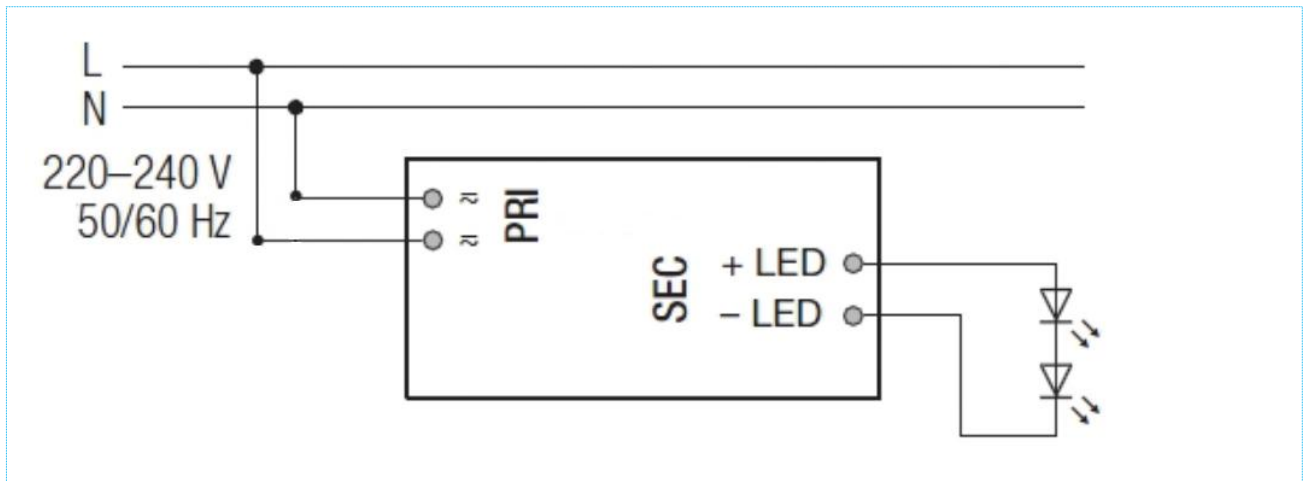 L
N
220–240 V
50/60 Hz
≂
≂
PRI
SEC
+ LED
– LED